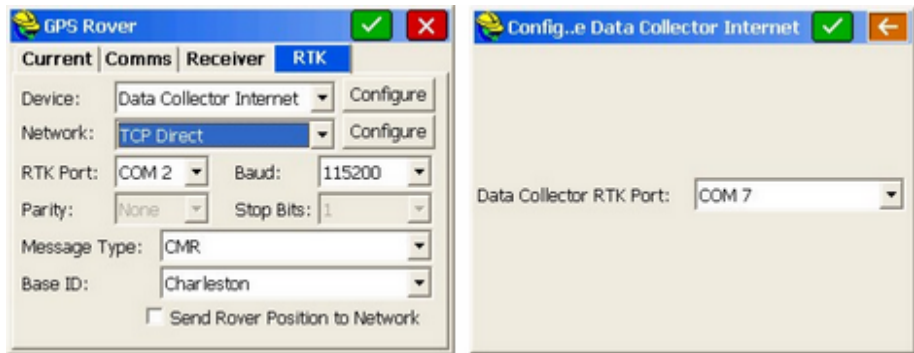 GPS Rover
Current Comms Receiver RTK
Device: Data Collector Internet Configure
Network: TCP Direct Configure
RTK Port: COM 2 Baud: 115200
Parity: None Stop Bits: 1
Message Type: CMR
Base ID: Charleston
Send Rover Position to Network
Config..e Data Collector Internet
Data Collector RTK Port: COM 7